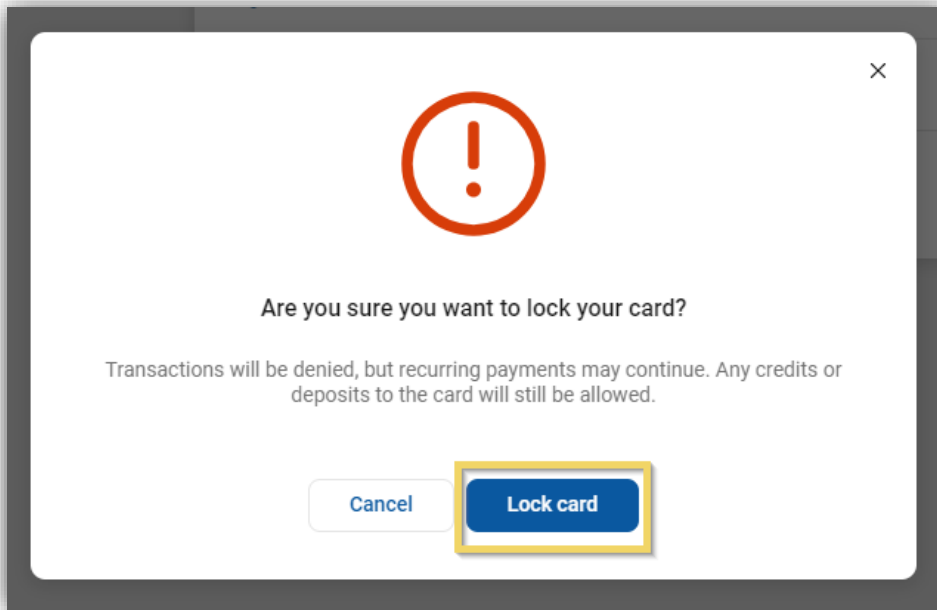 Are you sure you want to lock your card?
Transactions will be denied, but recurring payments may continue. Any credits or
deposits to the card will still be allowed.
Cancel
Lock card